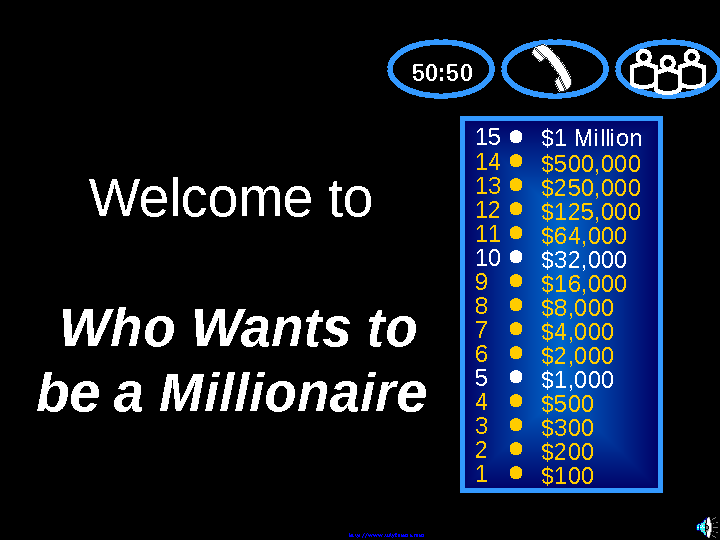 50:50
Welcome to
Who Wants to
be a Millionaire
15 ● $1 Million
14 ● $500,000
13 ● $250,000
12 ● $125,000
11 ● $64,000
10 ● $32,000
9 ● $16,000
8 ● $8,000
7 ● $4,000
6 ● $2,000
5 ● $1,000
4 ● $500
3 ● $300
2 ● $200
1 ● $100